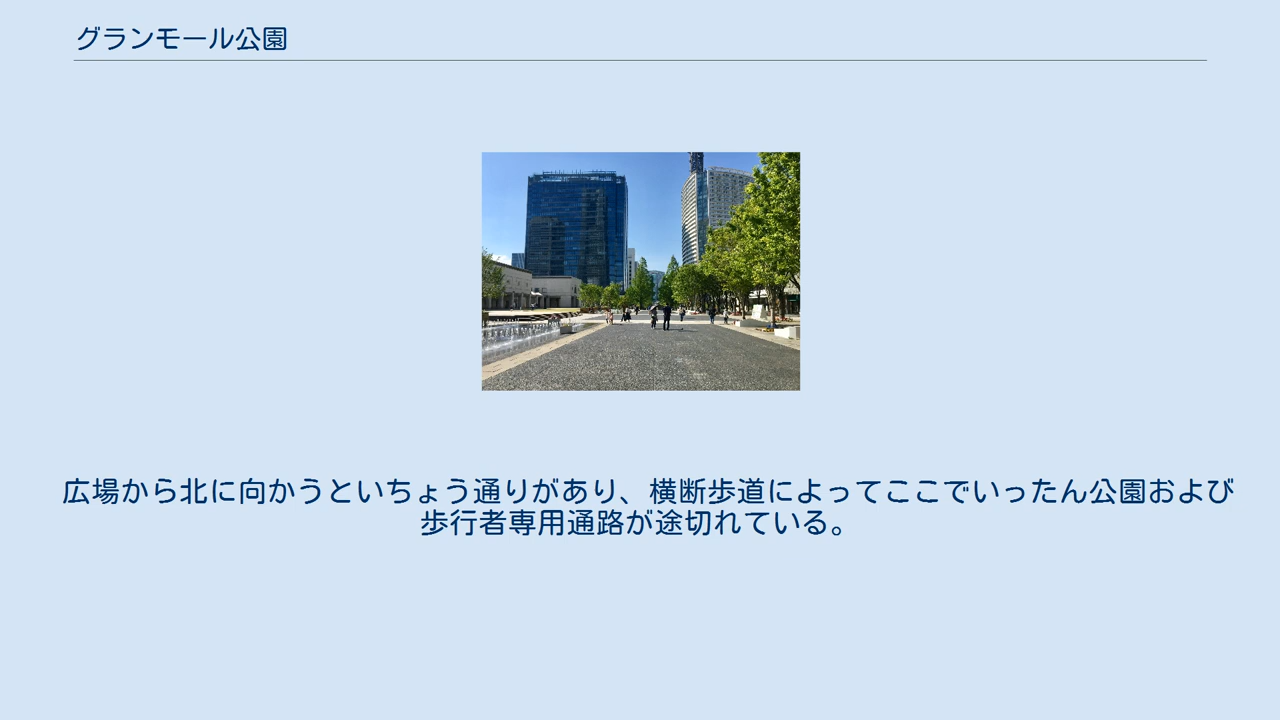 グランモール公園
広場から北に向かうといちょう通りがあり、横断歩道によってここでいったん公園および
歩行者専用通路が途切れている。